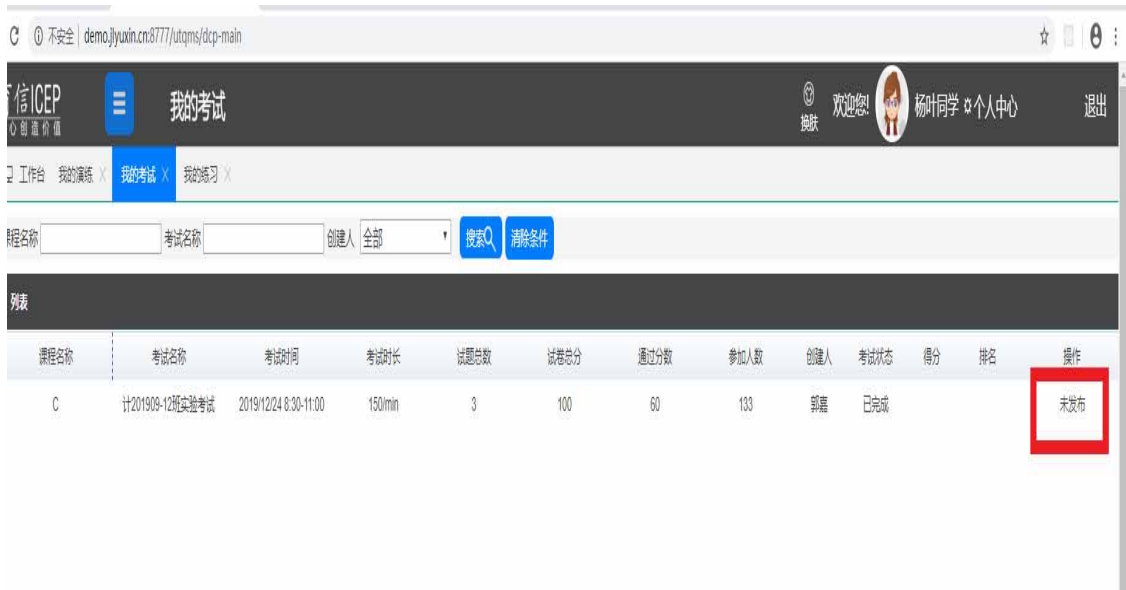 不安全 | demo.jlyuxin.cn:8777/utqms/dcp-main
信ICEP
心创造价值
我的考试
换肤
欢迎您!
杨叶同学
个人中心
退出
工作台 我的演练 × 我的考试 × 我的练习 ×
课程名称 考试名称 创建人 全部 搜索 清除条件
列表
课程名称 考试名称 考试时间 考试时长 试题总数 试卷总分 通过分数 参加人数 创建人 考试状态 得分 排名 操作
C 计201909-12班实验考试 2019/12/24 8:30-11:00 150/min 3 100 60 133 郭嘉 已完成 未发布